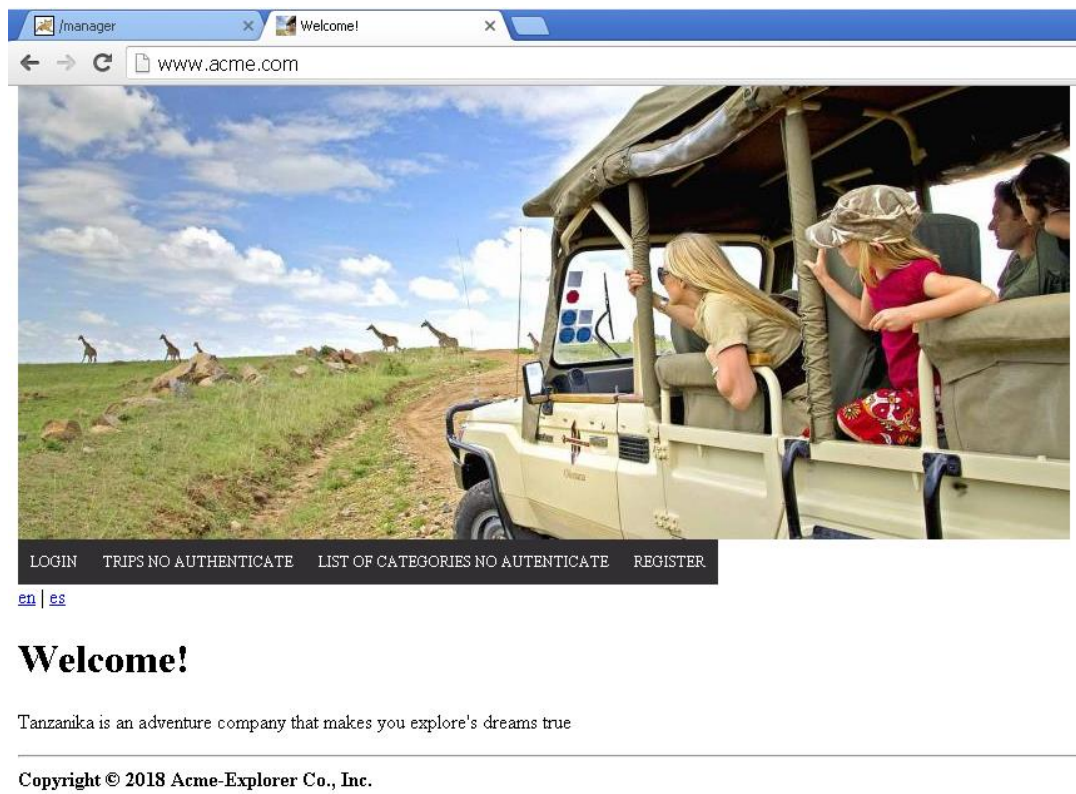 /manager
Welcome!
www.acme.com
LOGIN TRIPS NO AUTHENTICATE LIST OF CATEGORIES NO AUTENTICATE REGISTER
en | es
Welcome!
Tanzanika is an adventure company that makes you explore's dreams true
Copyright © 2018 Acme-Explorer Co., Inc.